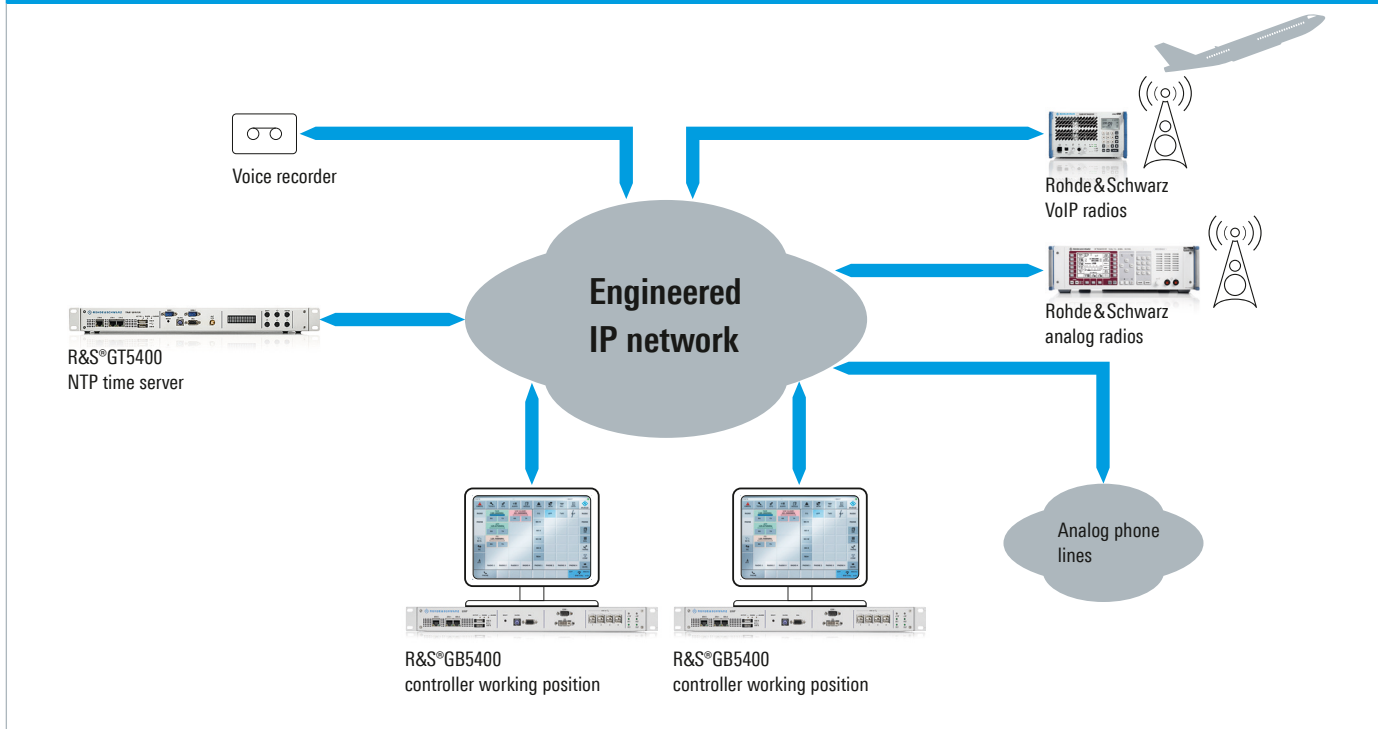 Voice recorder
Rohde & Schwarz
VoIP radios
Rohde & Schwarz
analog radios
Engineered
IP network
R&S®GT5400
NTP time server
Analog phone
lines
R&S®GB5400
controller working position
R&S®GB5400
controller working position